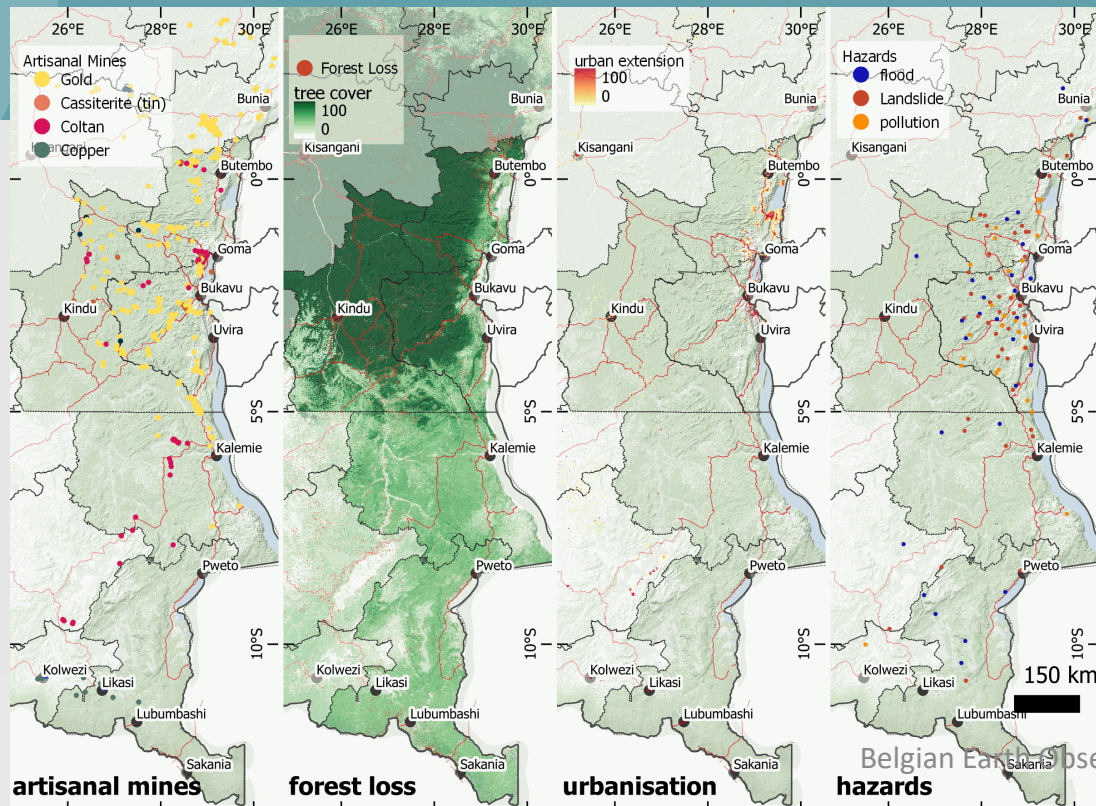 26°E
28°E
30°E
Artisanal Mines
Gold
Cassiterite (tin)
Coltan
copper
Bunia
Butembo
0°
Goma
Bukavu
Kindu
Uvira
5°S
Kalemie
Pweto
10°S
Kolwezi
Likasi
Lubumbashi
Sakania
artisanal mines
26°E
28°E
30°E
Forest Loss
tree cover
100
0
Bunia
Kisangani
Butembo
0°
Goma
Bukavu
Kindu
Uvira
5°S
Kalemie
Pweto
10°S
Kolwezi
Likasi
Lubumbashi
Sakania
forest loss
26°E
28°E
30°E
urban extension
100
0
Bunia
Kisangani
Butembo
0°
Goma
Bukavu
Kindu
Uvira
5°S
Kalemie
Pweto
10°S
Kolwezi
Likasi
Lubumbashi
Sakania
urbanisation
26°E
28°E
30°E
Hazards
flood
Landslide
pollution
Bunia
Kisangani
Butembo
0°
Goma
Bukavu
Kindu
Uvira
5°S
Kalemie
Pweto
10°S
Kolwezi
150 km
Likasi
Lubumbashi
Belgian Earth Obse
Sakania
hazards